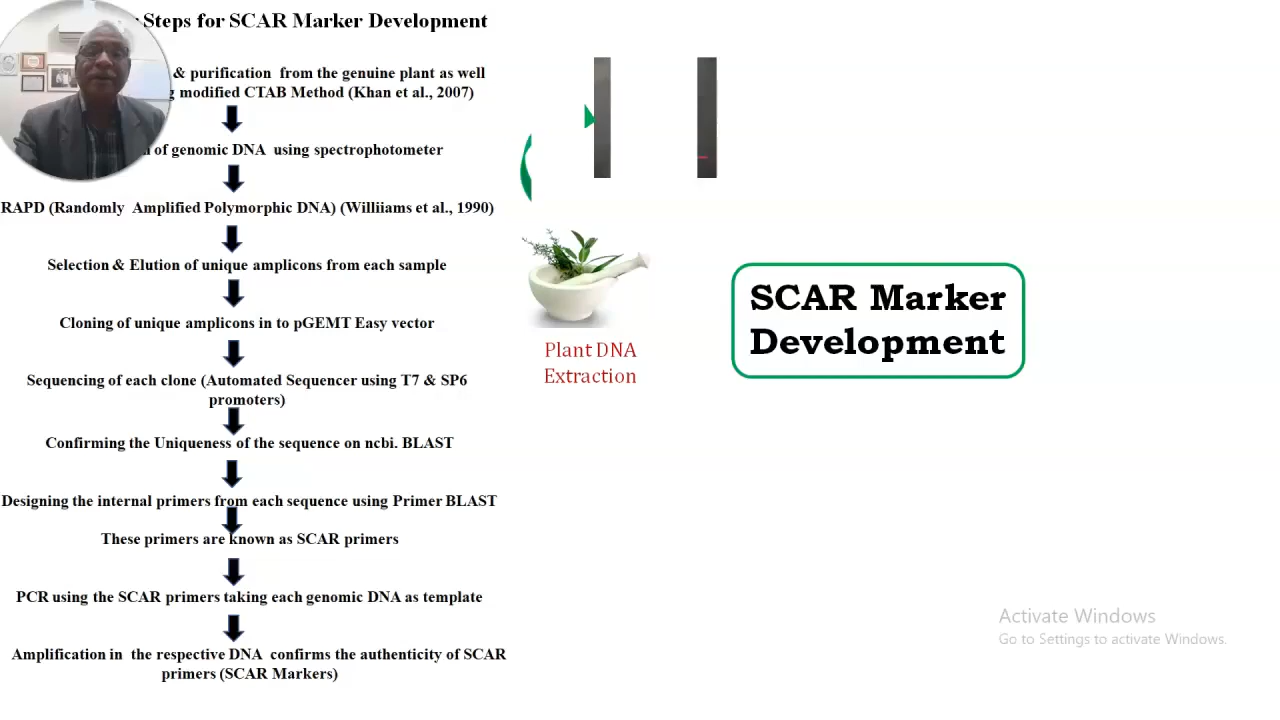 Steps for SCAR Marker Development
& purification from the genuine plant as well
modified CTAB Method (Khan et al., 2007)
of genomic DNA using spectrophotometer
RAPD (Randomly Amplified Polymorphic DNA) (Williiams et al., 1990)
Selection & Elution of unique amplicons from each sample
Cloning of unique amplicons in to pGEMT Easy vector
Sequencing of each clone (Automated Sequencer using T7 & SP6
promoters)
Confirming the Uniqueness of the sequence on ncbi. BLAST
Designing the internal primers from each sequence using Primer BLAST
These primers are known as SCAR primers
PCR using the SCAR primers taking each genomic DNA as template
Amplification in the respective DNA confirms the authenticity of SCAR
primers (SCAR Markers)
Plant DNA
Extraction
SCAR Marker
Development
Activate Windows
Go to Settings to activate Windows.